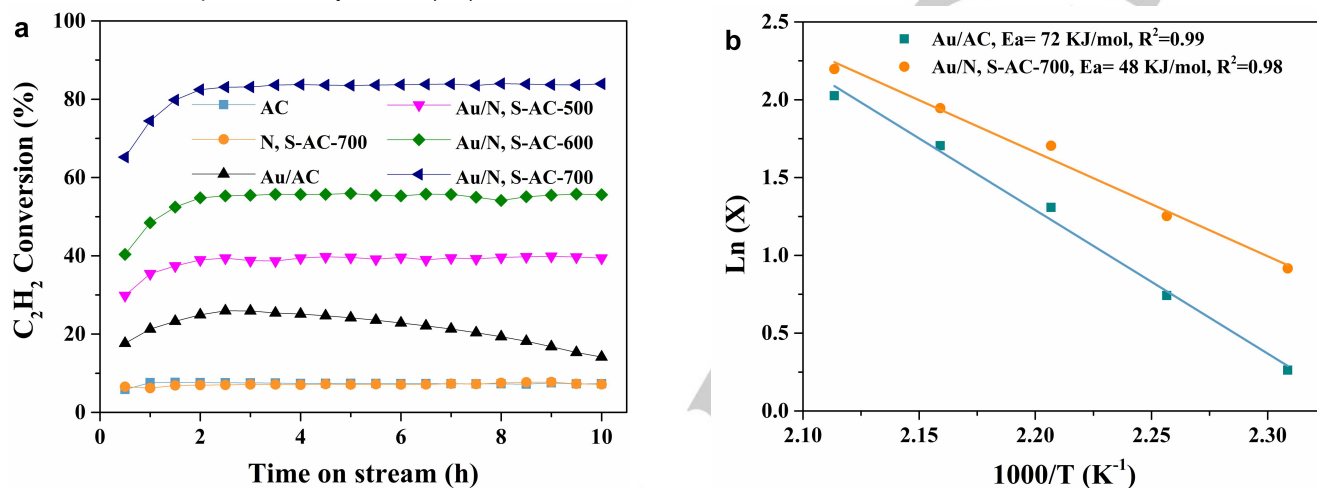 a
C2H2 Conversion (%)
100
80
60
40
20
0
AC
N, S-AC-700
Au/AC
Au/N, S-AC-500
Au/N, S-AC-600
Au/N, S-AC-700
0 2 4 6 8 10
Time on stream (h)
b
Ln (X)
2.5
2.0
1.5
1.0
0.5
0.0
Au/AC, Ea= 72 KJ/mol, R²=0.99
Au/N, S-AC-700, Ea= 48 KJ/mol, R²=0.98
2.10 2.15 2.20 2.25 2.30
1000/T (K⁻¹)